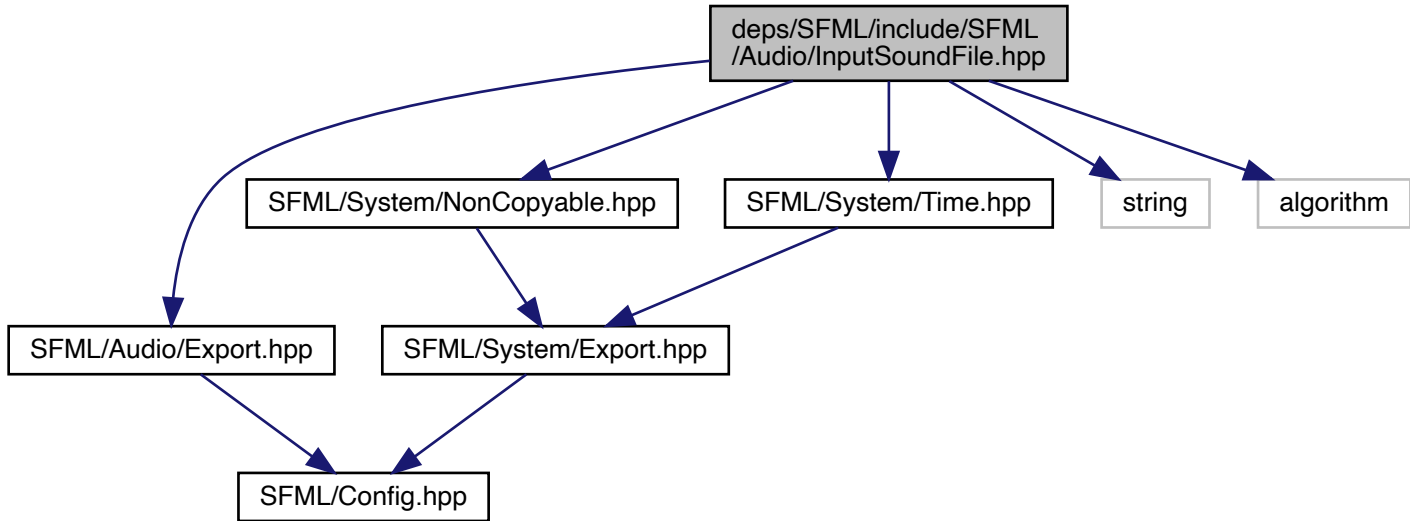 deps/SFML/include/SFML
/Audio/InputSoundFile.hpp
SFML/System/NonCopyable.hpp
SFML/System/Time.hpp
string
algorithm
SFML/Audio/Export.hpp
SFML/System/Export.hpp
SFML/Config.hpp